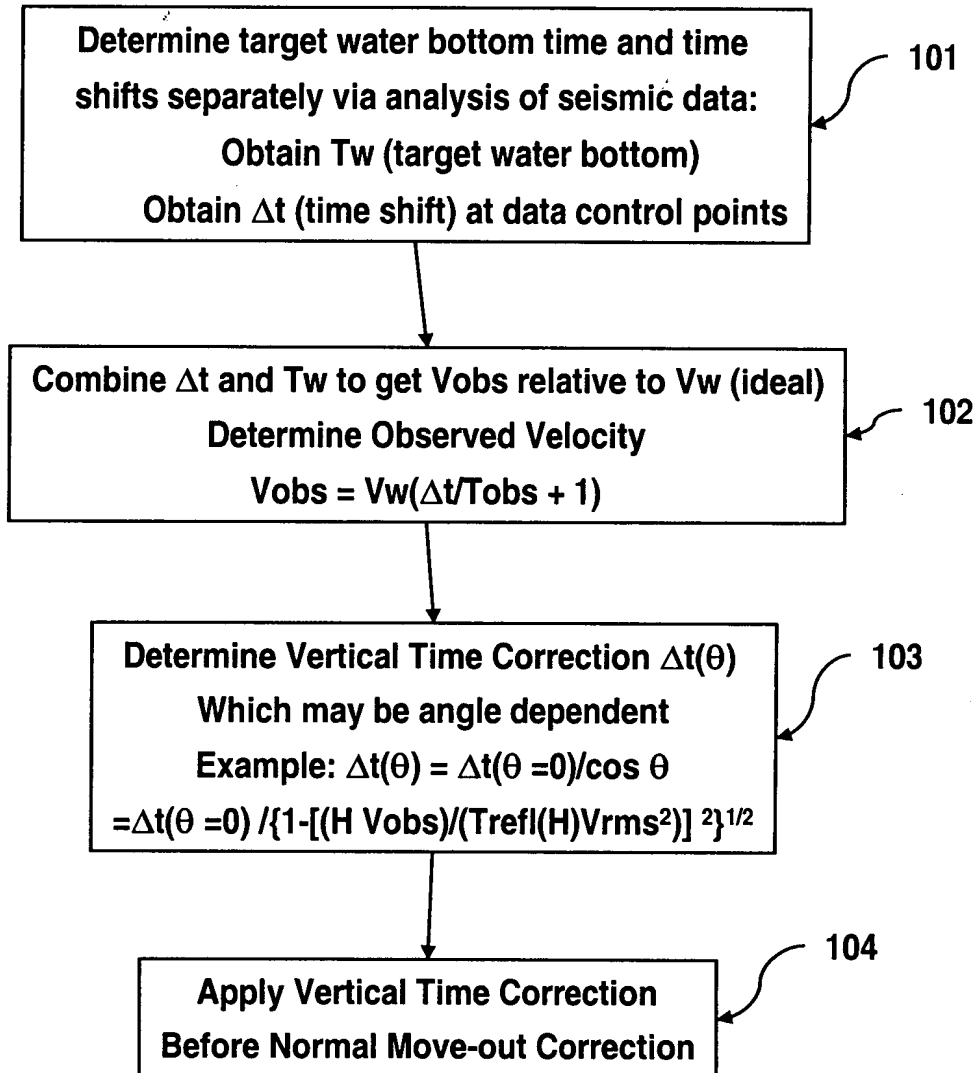 Determine target water bottom time and time
shifts separately via analysis of seismic data:
Obtain Tw (target water bottom)
Obtain Δt (time shift) at data control points
101
Combine Δt and Tw to get Vobs relative to Vw (ideal)
Determine Observed Velocity
Vobs = Vw(Δt/Tobs + 1)
102
Determine Vertical Time Correction Δt(θ)
Which may be angle dependent
Example: Δt(θ) = Δt(θ =0)/cos θ
=Δt(θ =0) /{1-[(H Vobs)/(Trefl(H)Vrms²)] ²}¹/²
103
Apply Vertical Time Correction
Before Normal Move-out Correction
104